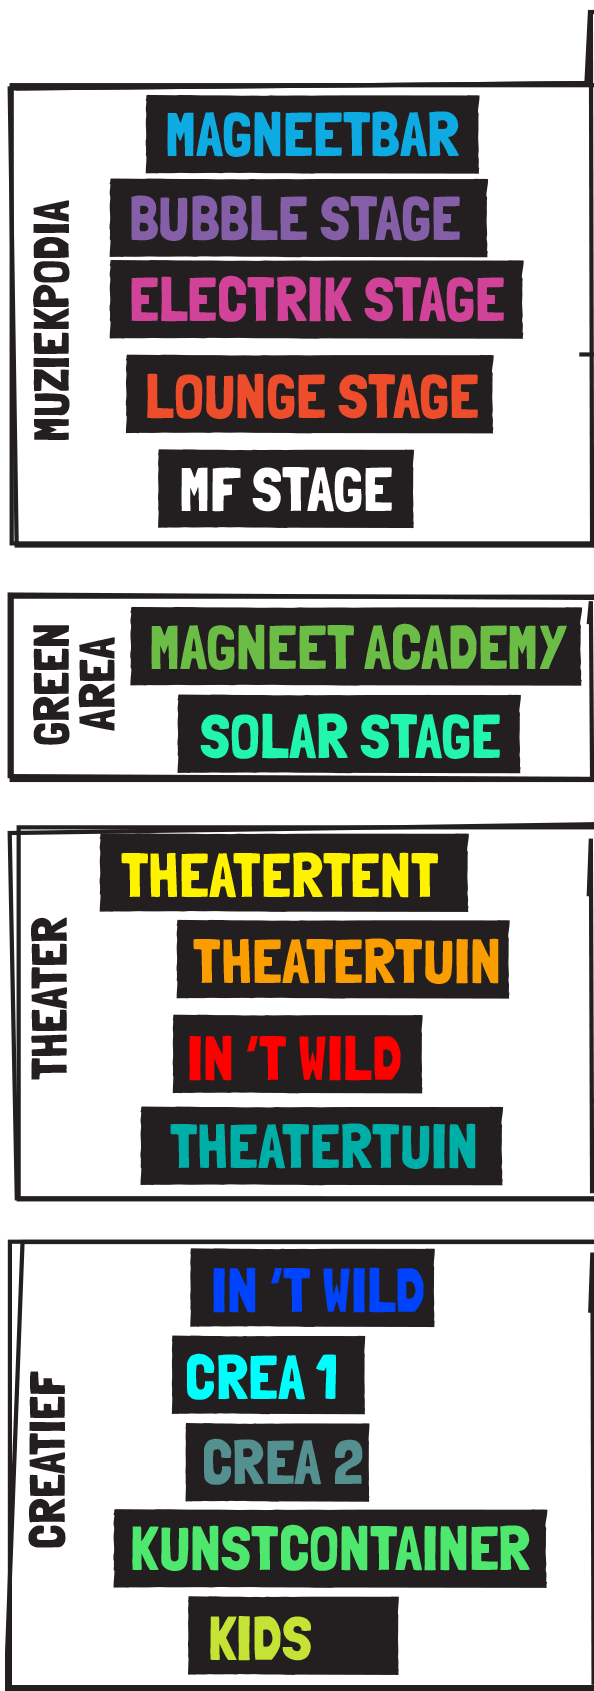 MUZIEKPODIA
MAGNEETBAR
BUBBLE STAGE
ELECTRIK STAGE
LOUNGE STAGE
MF STAGE
GREEN
AREA
MAGNEET ACADEMY
SOLAR STAGE
THEATER
THEATERTENT
THEATERTUIN
IN 'T WILD
THEATERTUIN
CREATIEF
IN 'T WILD
CREA 1
CREA 2
KUNSTCONTAINER
KIDS